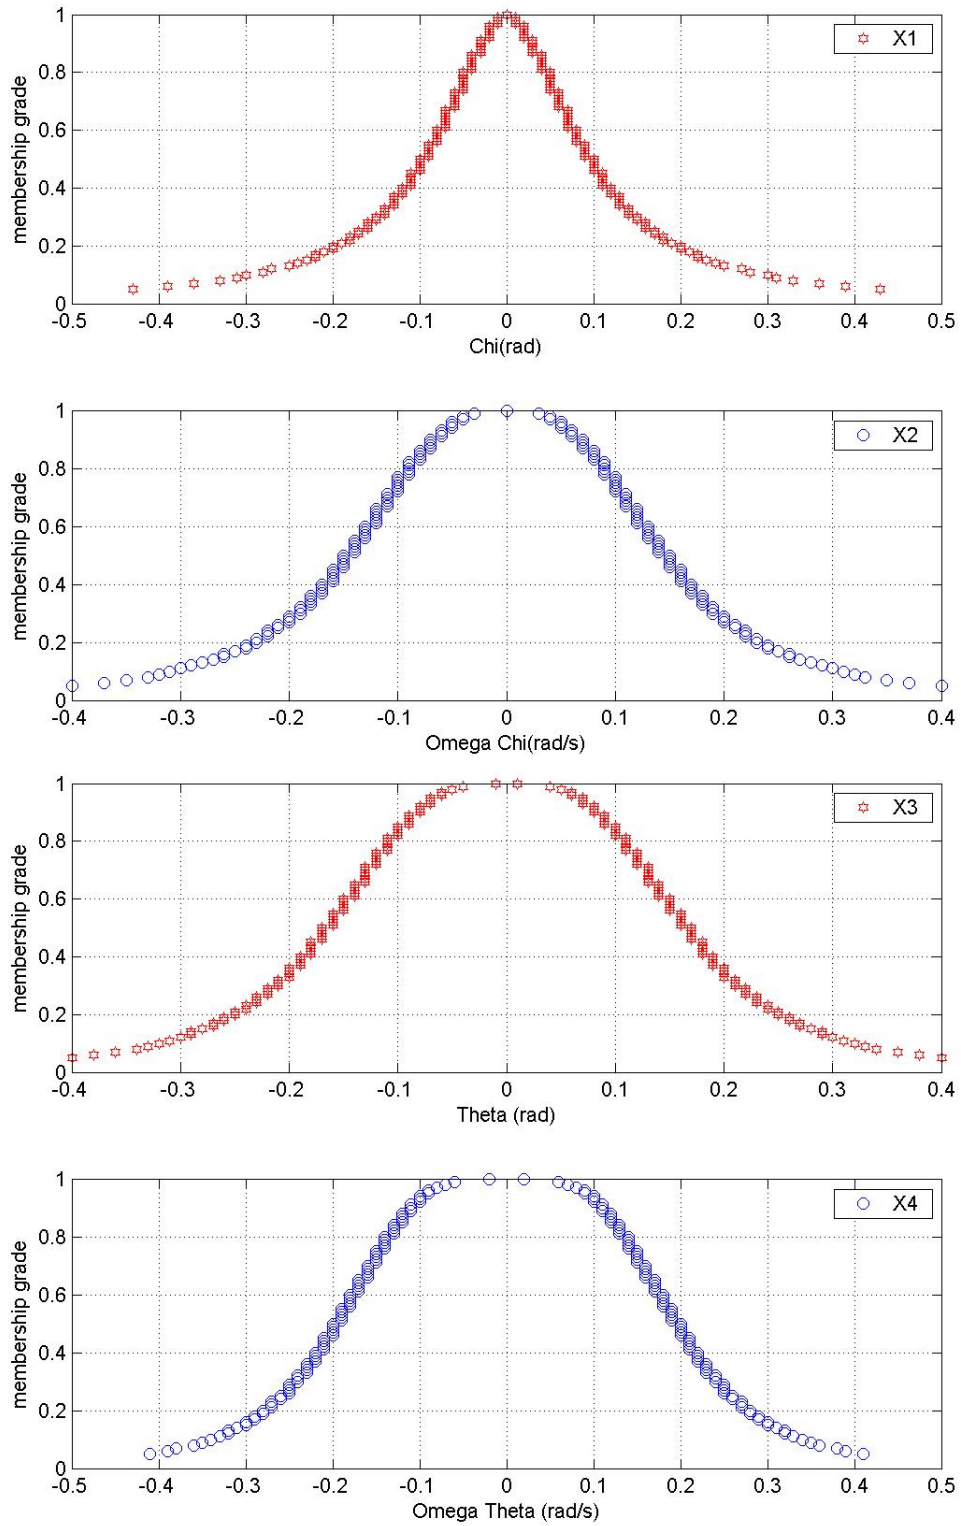 1
0.8
0.6
0.4
0.2
0
membership grade
X1
-0.5 -0.4 -0.3 -0.2 -0.1 0 0.1 0.2 0.3 0.4 0.5
Chi(rad)
1
0.8
0.6
0.4
0.2
0
membership grade
X2
-0.4 -0.3 -0.2 -0.1 0 0.1 0.2 0.3 0.4
Omega Chi(rad/s)
1
0.8
0.6
0.4
0.2
0
membership grade
X3
-0.4 -0.3 -0.2 -0.1 0 0.1 0.2 0.3 0.4
Theta (rad)
1
0.8
0.6
0.4
0.2
0
membership grade
X4
-0.5 -0.4 -0.3 -0.2 -0.1 0 0.1 0.2 0.3 0.4 0.5
Omega Theta (rad/s)